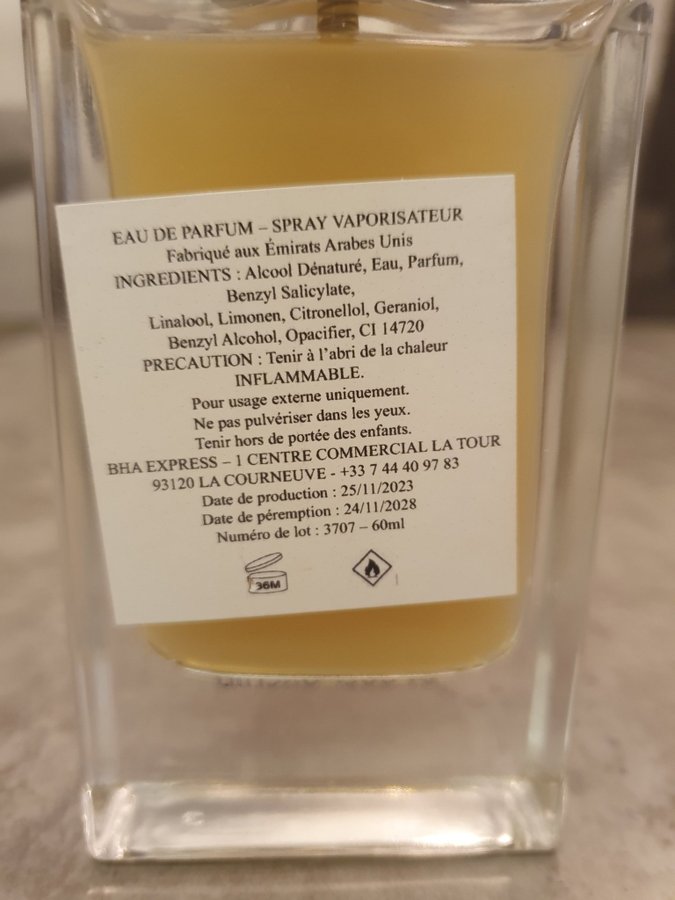 EAU DE PARFUM – SPRAY VAPORISATEUR
Fabriqué aux Émirats Arabes Unis
INGREDIENTS : Alcool Dénaturé, Eau, Parfum,
Benzyl Salicylate,
Linalool, Limonen, Citronellol, Geraniol,
Benzyl Alcohol, Opacifier, CI 14720
PRECAUTION : Tenir à l’abri de la chaleur
INFLAMMABLE.
Pour usage externe uniquement.
Ne pas pulvériser dans les yeux.
Tenir hors de portée des enfants.
BHA EXPRESS – 1 CENTRE COMMERCIAL LA TOUR
93120 LA COURNEUVE - +33 7 44 40 97 83
Date de production : 25/11/2023
Date de péremption : 24/11/2028
Numéro de lot : 3707 – 60ml
36M